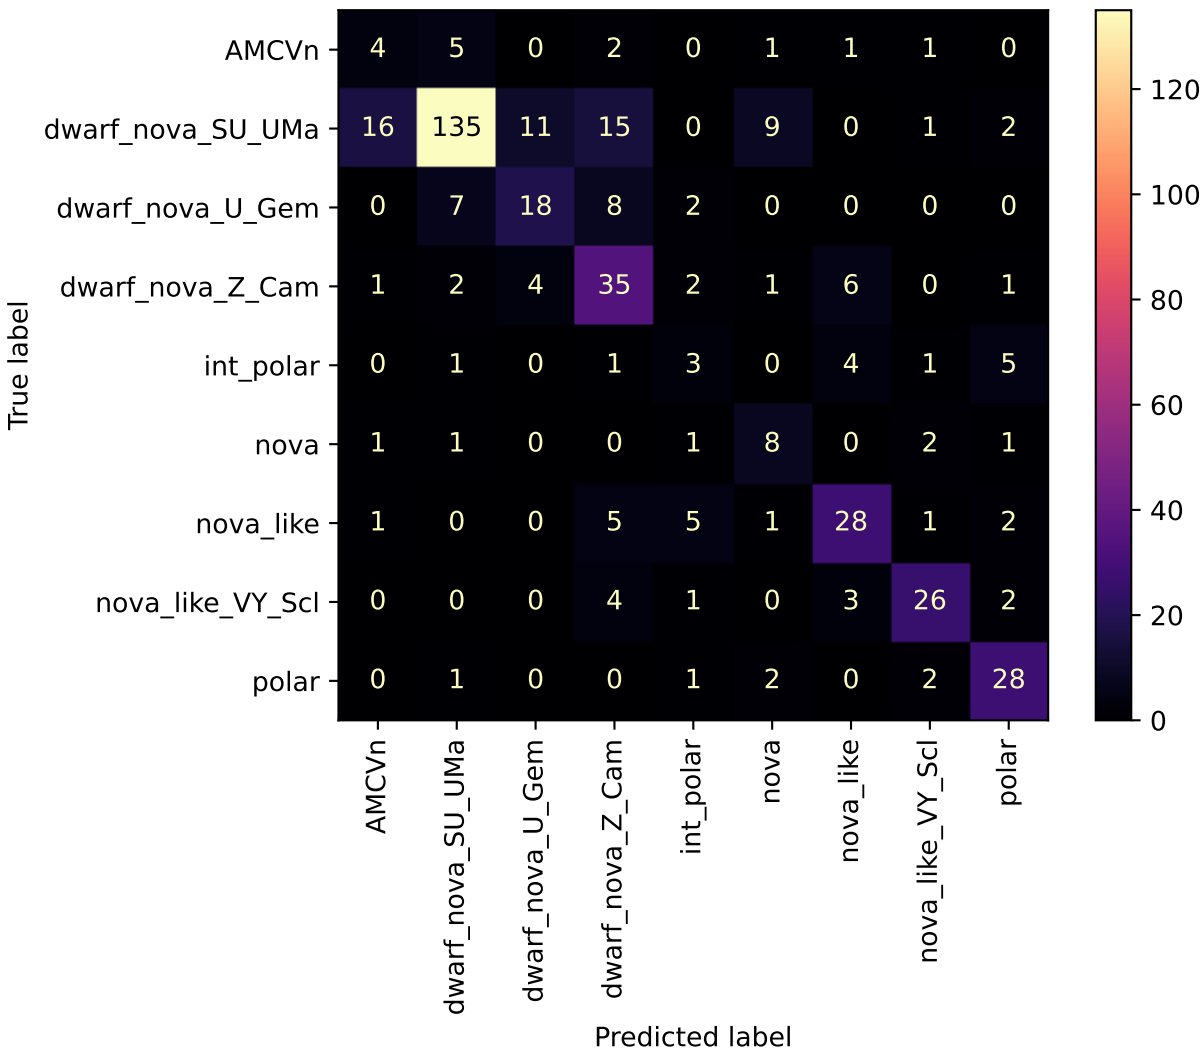 True label
AMCVn 4 5 0 2 0 1 1 1 0
dwarf_nova_SU_UMa 16 135 11 15 0 9 0 1 2
dwarf_nova_U_Gem 0 7 18 8 2 0 0 0 0
dwarf_nova_Z_Cam 1 2 4 35 2 1 6 0 1
int_polar 0 1 0 1 3 0 4 1 5
nova 1 1 0 0 1 8 0 2 1
nova_like 1 0 0 5 5 1 28 1 2
nova_like_VY_Scl 0 0 0 4 1 0 3 26 2
polar 0 1 0 0 1 2 0 2 28
AMCVn
dwarf_nova_SU_UMa
dwarf_nova_U_Gem
dwarf_nova_Z_Cam
int_polar
nova
nova_like
nova_like_VY_Scl
polar
Predicted label
120
100
80
60
40
20
0